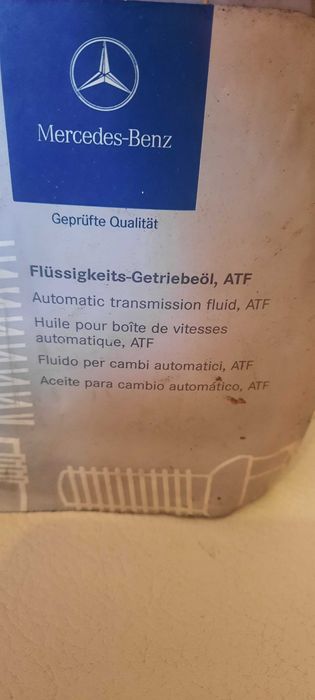 Mercedes-Benz
Geprüfte Qualität
Flüssigkeits-Getriebeöl, ATF
Automatic transmission fluid, ATF
Huile pour boîte de vitesses
automatique, ATF
Fluido per cambi automatici, ATF
Aceite para cambio automático, ATF